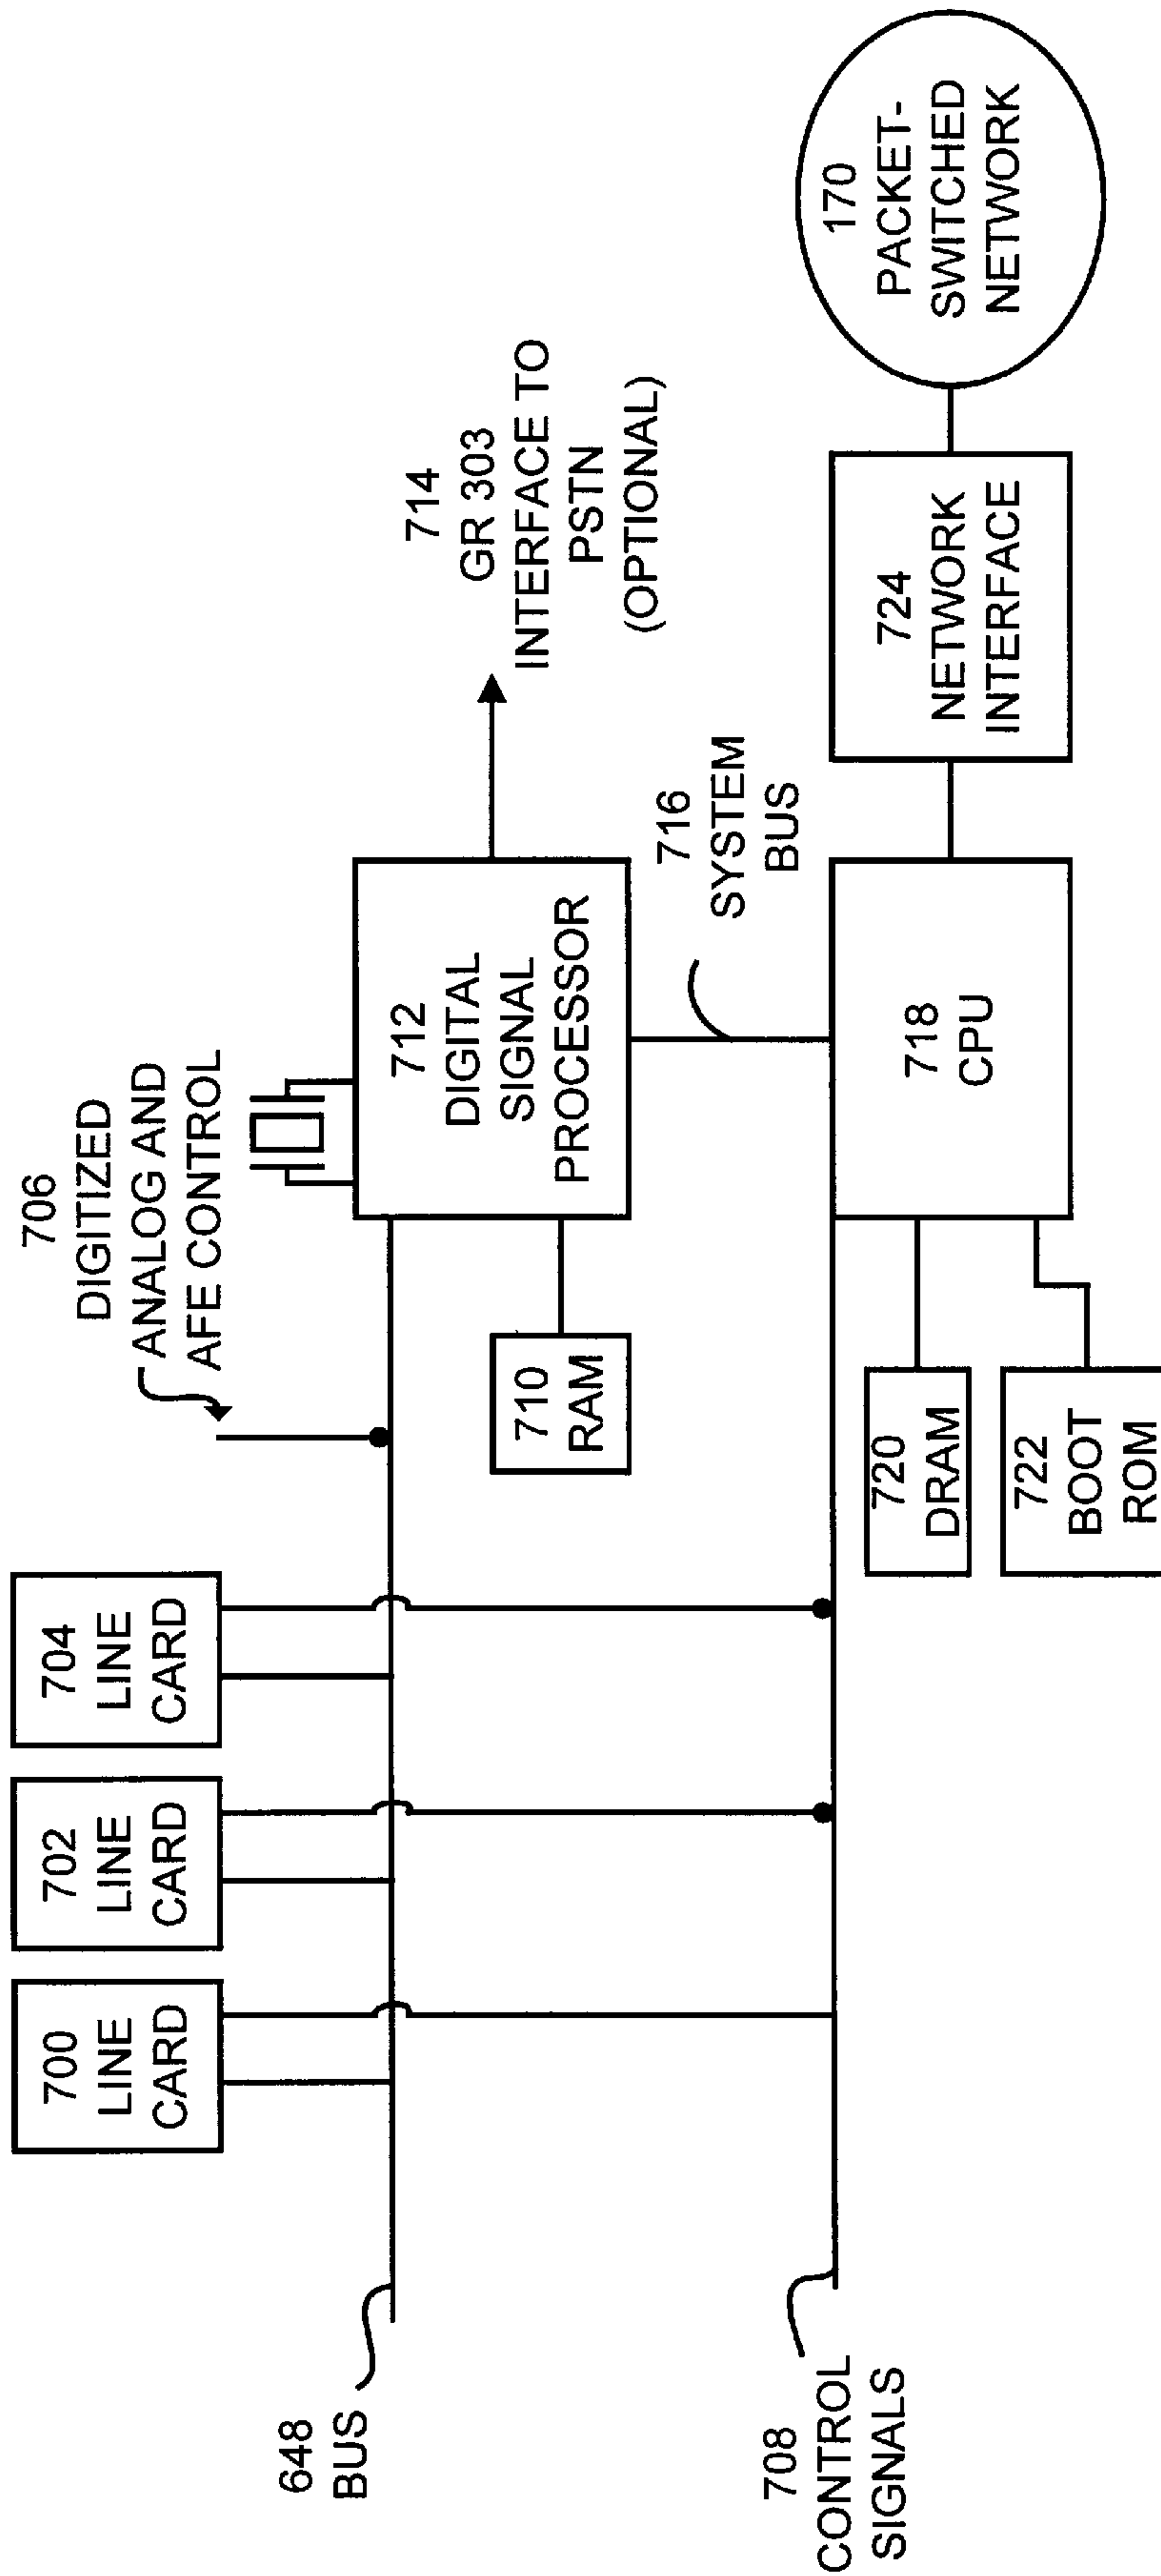 700
LINE
CARD
702
LINE
CARD
704
LINE
CARD
706
DIGITIZED
ANALOG AND
AFE CONTROL
648
BUS
710
RAM
712
DIGITAL
SIGNAL
PROCESSOR
714
GR 303
INTERFACE TO
PSTN
(OPTIONAL)
716
SYSTEM
BUS
708
CONTROL
SIGNALS
720
DRAM
722
BOOT
ROM
718
CPU
724
NETWORK
INTERFACE
170
PACKET-
SWITCHED
NETWORK